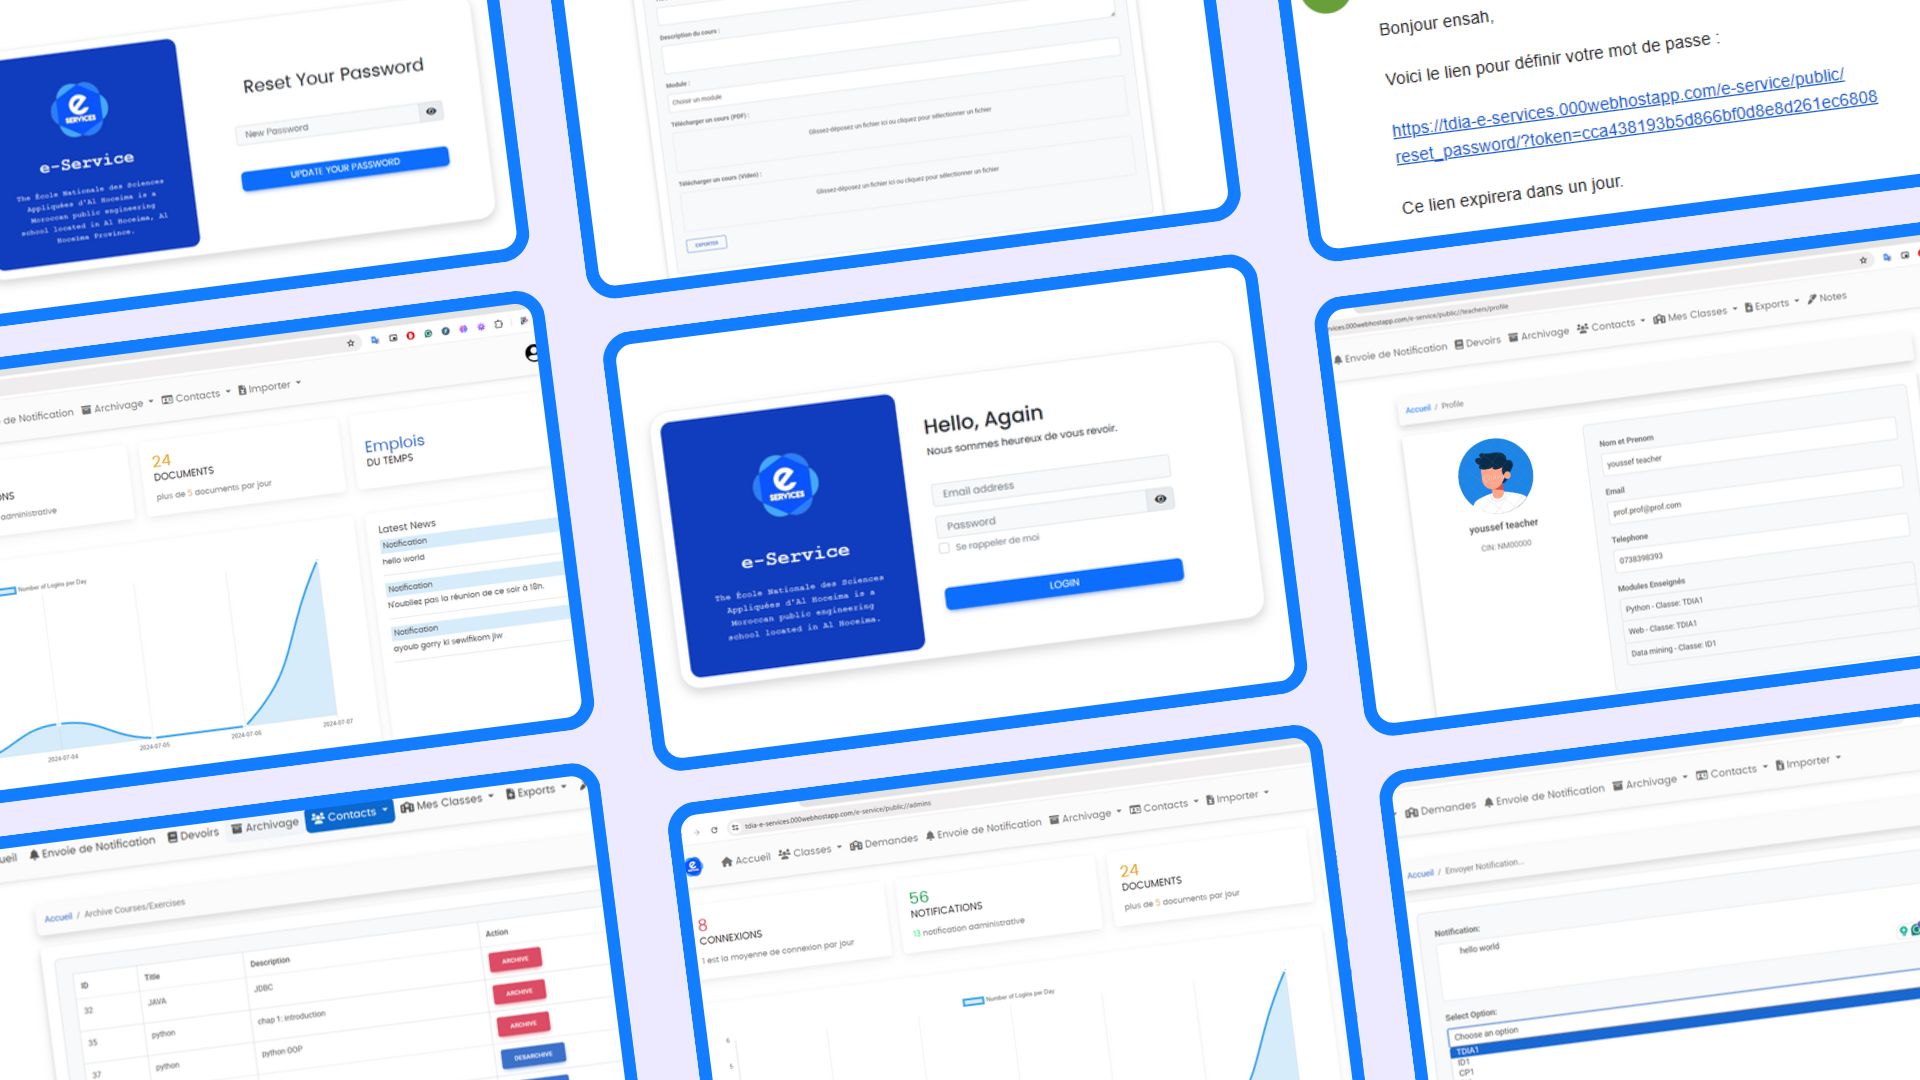 Reset Your Password
New Password
UPDATE YOUR PASSWORD
e
SERVICES
e-Service
The École Nationale des Sciences
Appliquées d'Al Hoceima is a
Moroccan public engineering
school located in Al Hoceima, Al
Hoceima Province.
Description du cours :
Module :
Choisir un module
Télécharger un cours (PDF) :
Glissez-déposez un fichier ici ou cliquez pour sélectionner un fichier
Télécharger un cours (Video) :
Glissez-déposez un fichier ici ou cliquez pour sélectionner un fichier
EXPORTER
Bonjour ensah,
Voici le lien pour définir votre mot de passe :
https://tdia-e-services.000webhostapp.com/e-service/public/
reset_password/?token=cca438193b5d866bf0d8e8d261ec6808
Ce lien expirera dans un jour.
de Notification Archivage Contacts Importer
24
DOCUMENTS
plus de 5 documents par jour
Emplois
DU TEMPS
administrative
Number of Logins per Day
2024-07-04
2024-07-05
2024-07-06
2024-07-07
Latest News
Notification
hello world
Notification
N'oubliez pas la réunion de ce soir à 18h.
Notification
ayoub gorry ki sewlfikom jiw
e
SERVICES
e-Service
The École Nationale des Sciences
Appliquées d'Al Hoceima is a
Moroccan public engineering
school located in Al Hoceima.
Hello, Again
Nous sommes heureux de vous revoir.
Email address
Password
Se rappeler de moi
LOGIN
vices.000webhostapp.com/e-service/public//teachers/profile
Envoie de Notification Devoirs Archivage Contacts Mes Classes Exports Notes
Accueil / Profile
youssef teacher
CIN: NM00000
Nom et Prenom
youssef teacher
Email
prof.prof@prof.com
Telephone
0738398393
Modules Enseignés
Python - Classe: TDIA1
Web - Classe: TDIA1
Data mining - Classe: ID1
ueil Envoie de Notification Devoirs Archivage Contacts Mes Classes Exports
Accueil / Archive Courses/Exercises
ID Title Description Action
32 JAVA JDBC ARCHIVE
35 python chap 1: introduction ARCHIVE
37 python python OOP ARCHIVE
DESARCHIVE
tdia-e-services.000webhostapp.com/e-service/public//admins
Accueil Classes Demandes Envoie de Notification Archivage Contacts Importer
8
CONNEXIONS
1 est la moyenne de connexion par jour
56
NOTIFICATIONS
13 notification administrative
24
DOCUMENTS
plus de 5 documents par jour
Number of Logins per Day
6
5
Demandes Envoie de Notification Archivage Contacts Importer
Accueil / Envoyer Notification...
Notification:
hello world
Select Option:
Choose an option
TDIA1
ID1
CP1